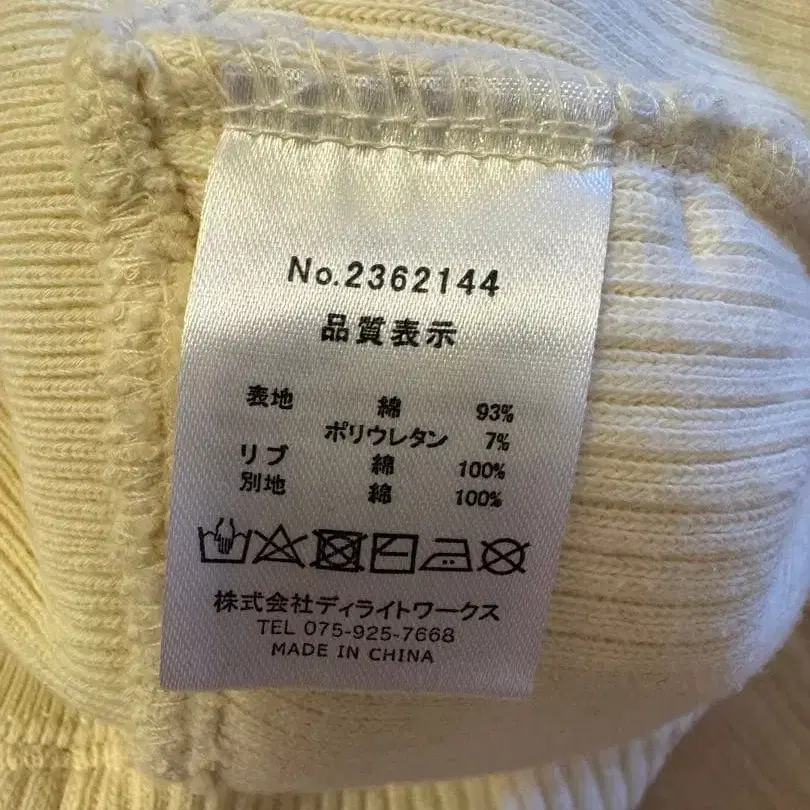 No.2362144
品質表示
表地 綿 93%
ポリウレタン 7%
リブ 綿 100%
別地 綿 100%
株式会社ディライトワークス
TEL 075-925-7668
MADE IN CHINA